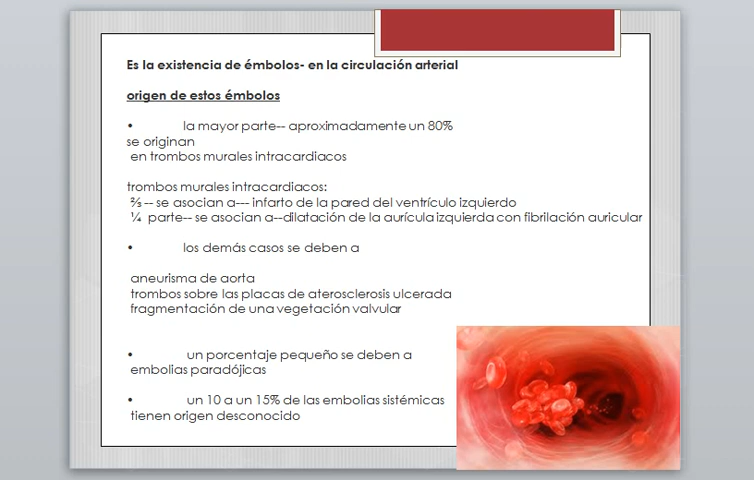 Es la existencia de émbolos- en la circulación arterial
origen de estos émbolos
• la mayor parte-- aproximadamente un 80%
se originan
en trombos murales intracardiacos
trombos murales intracardiacos:
⅔ -- se asocian a--- infarto de la pared del ventrículo izquierdo
¼ parte-- se asocian a--dilatación de la aurícula izquierda con fibrilación auricular
• los demás casos se deben a
aneurisma de aorta
trombos sobre las placas de aterosclerosis ulcerada
fragmentación de una vegetación valvular
• un porcentaje pequeño se deben a
embolias paradójicas
• un 10 a un 15% de las embolias sistémicas
tienen origen desconocido